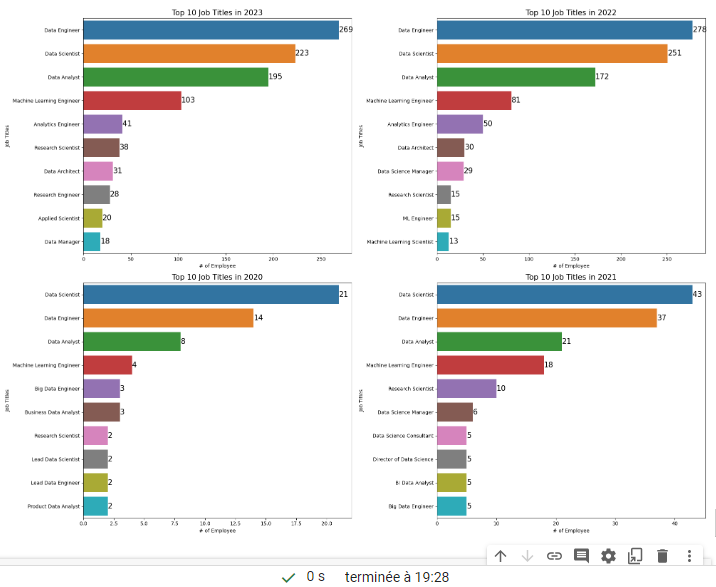 Top 10 Job Titles in 2023
Data Engineer 269
Data Scientist 223
Data Analyst 195
Machine Learning Engineer 103
Analytics Engineer 41
Research Scientist 38
Data Architect 31
Research Engineer 28
Applied Scientist 20
Data Manager 18
Job Titles
0 50 100 150 200 250
# of Employee
Top 10 Job Titles in 2022
Data Engineer 278
Data Scientist 251
Data Analyst 172
Machine Learning Engineer 81
Analytics Engineer 50
Data Architect 30
Data Science Manager 29
Research Scientist 15
ML Engineer 15
Machine Learning Scientist 13
Job Titles
0 50 100 150 200 250
# of Employee
Top 10 Job Titles in 2020
Data Scientist 21
Data Engineer 14
Data Analyst 8
Machine Learning Engineer 4
Big Data Engineer 3
Business Data Analyst 3
Research Scientist 2
Lead Data Scientist 2
Lead Data Engineer 2
Product Data Analyst 2
Job Titles
0.0 2.5 5.0 7.5 10.0 12.5 15.0 17.5 20.0
# of Employee
Top 10 Job Titles in 2021
Data Scientist 43
Data Engineer 37
Data Analyst 21
Machine Learning Engineer 18
Research Scientist 10
Data Science Manager 6
Data Science Consultant 5
Director of Data Science 5
BI Data Analyst 5
Big Data Engineer 5
Job Titles
0 10 20 30 40
# of Employee
0 s terminée à 19:28